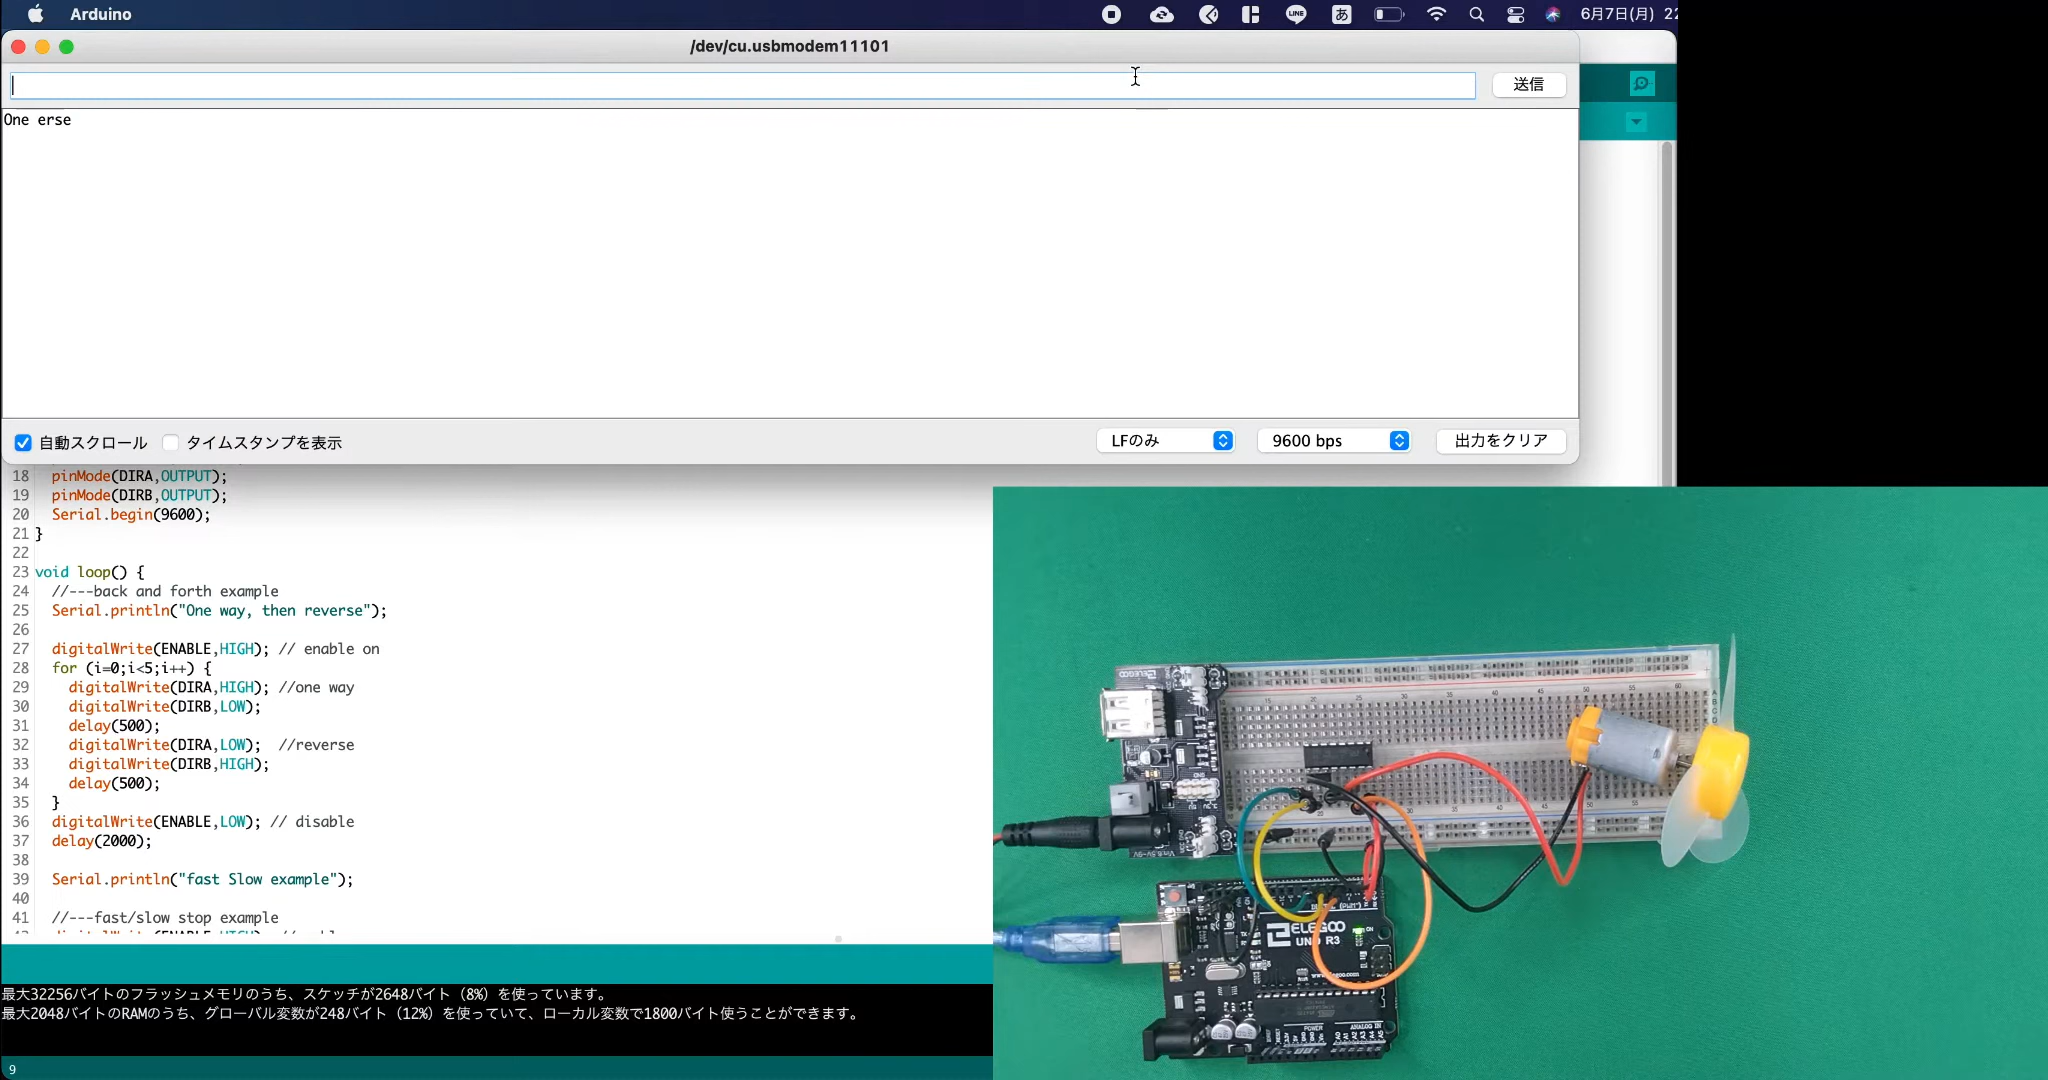 Arduino
6月7日(月) 22
/dev/cu.usbmodem11101
送信
One erse
自動スクロール タイムスタンプを表示 LFのみ 9600 bps 出力をクリア
18 pinMode(DIRA,OUTPUT);
19 pinMode(DIRB,OUTPUT);
20 Serial.begin(9600);
21 }
22
23 void loop() {
24 //---back and forth example
25 Serial.println("One way, then reverse");
26
27 digitalWrite(ENABLE,HIGH); // enable on
28 for (i=0;i<5;i++) {
29 digitalWrite(DIRA,HIGH); //one way
30 digitalWrite(DIRB,LOW);
31 delay(500);
32 digitalWrite(DIRA,LOW); //reverse
33 digitalWrite(DIRB,HIGH);
34 delay(500);
35 }
36 digitalWrite(ENABLE,LOW); // disable
37 delay(2000);
38
39 Serial.println("fast Slow example");
40
41 //---fast/slow stop example
最大32256バイトのフラッシュメモリのうち、スケッチが2648バイト（8%）を使っています。
最大2048バイトのRAMのうち、グローバル変数が248バイト（12%）を使っていて、ローカル変数で1800バイト使うことができます。
9
ELEGOO
ELEGOO
UNO R3
www.elegoo.com
POWER
ANALOG IN